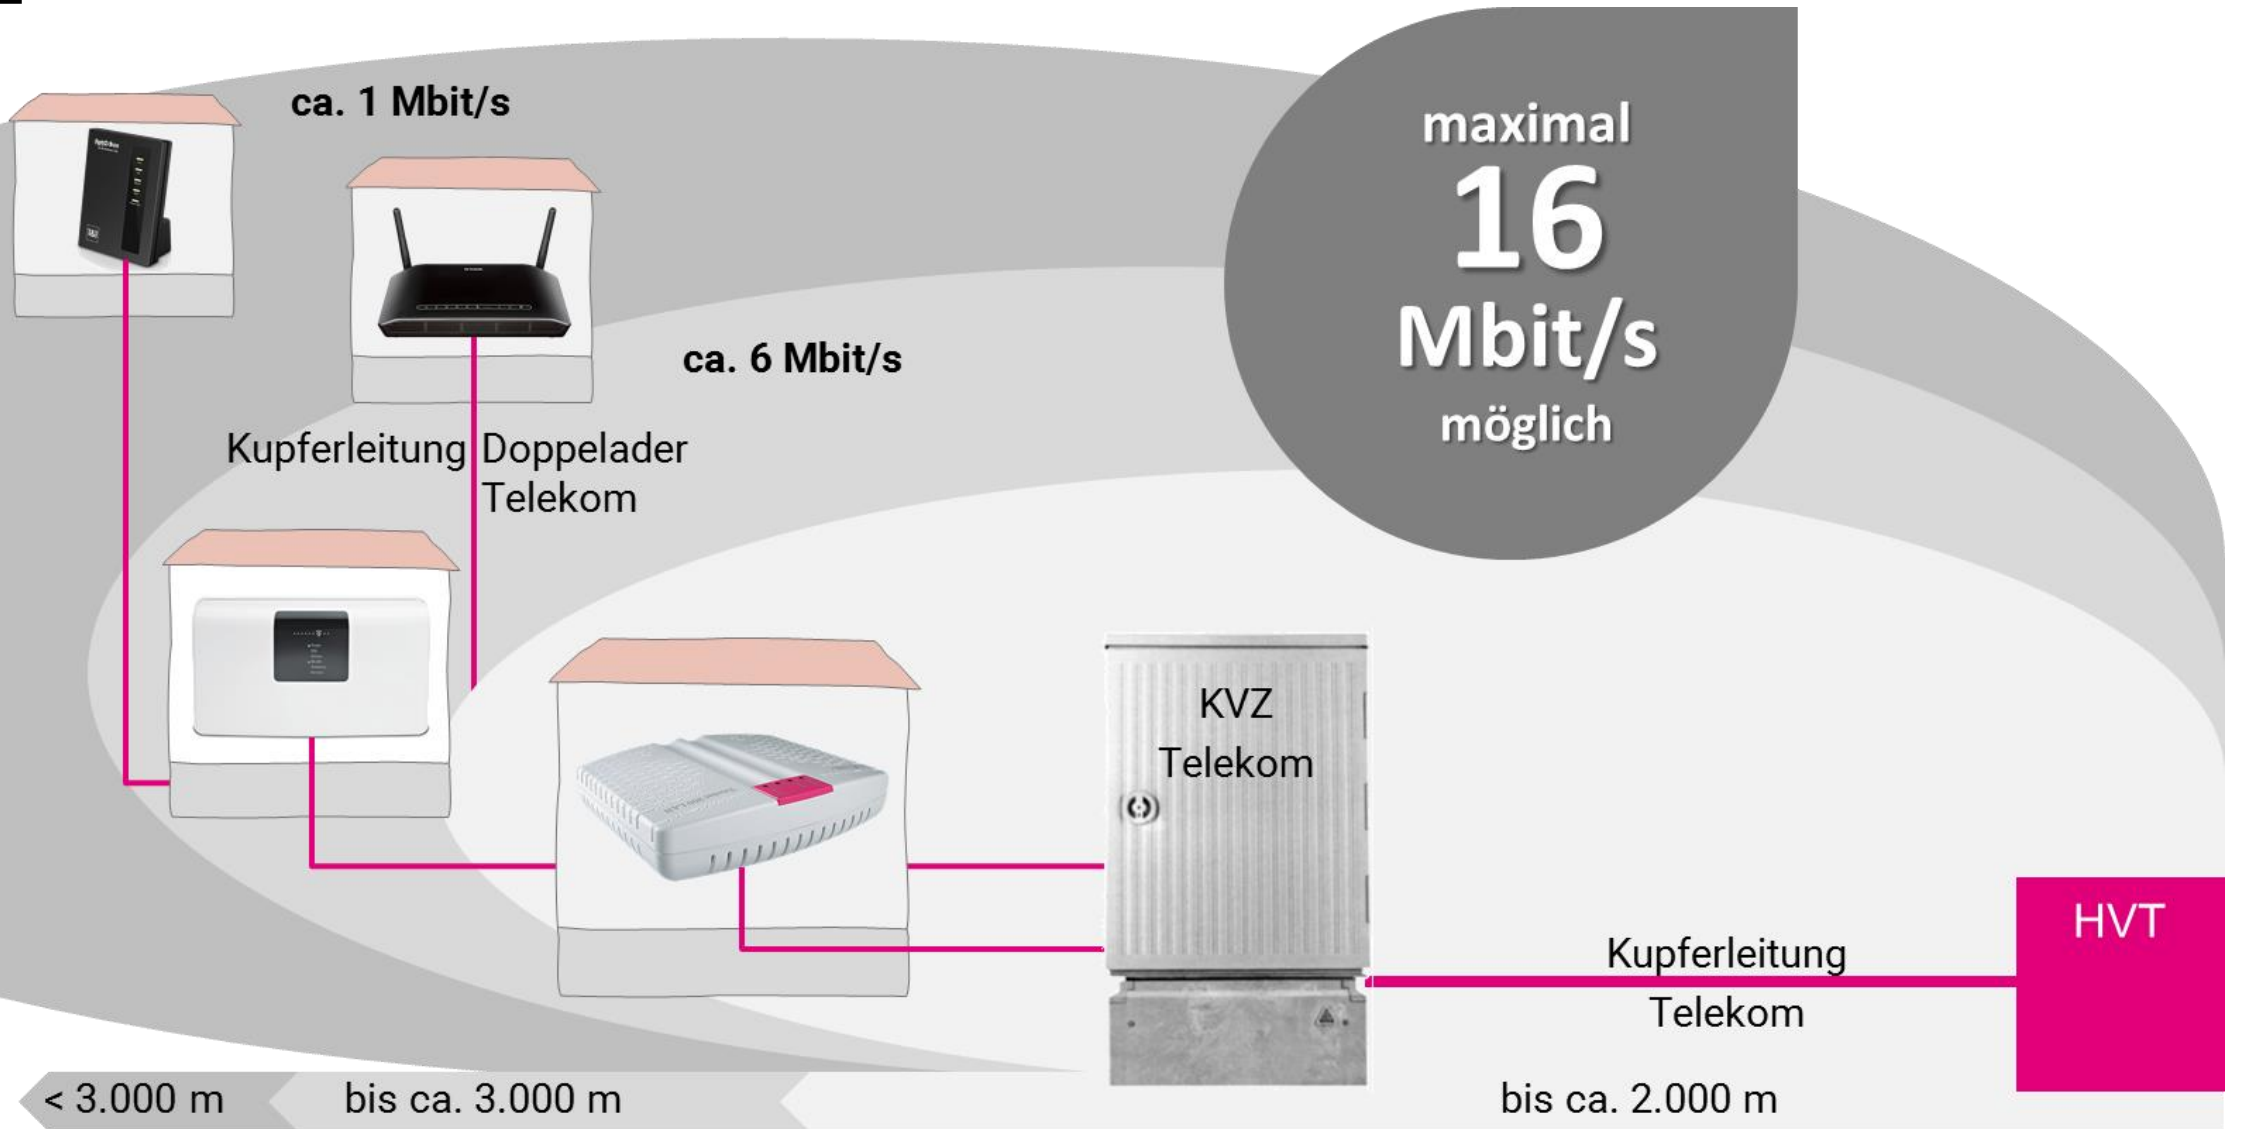 ca. 1 Mbit/s
maximal
16
Mbit/s
möglich
ca. 6 Mbit/s
Kupferleitung Doppelader
Telekom
KVZ
Telekom
HVT
Kupferleitung
Telekom
< 3.000 m
bis ca. 3.000 m
bis ca. 2.000 m